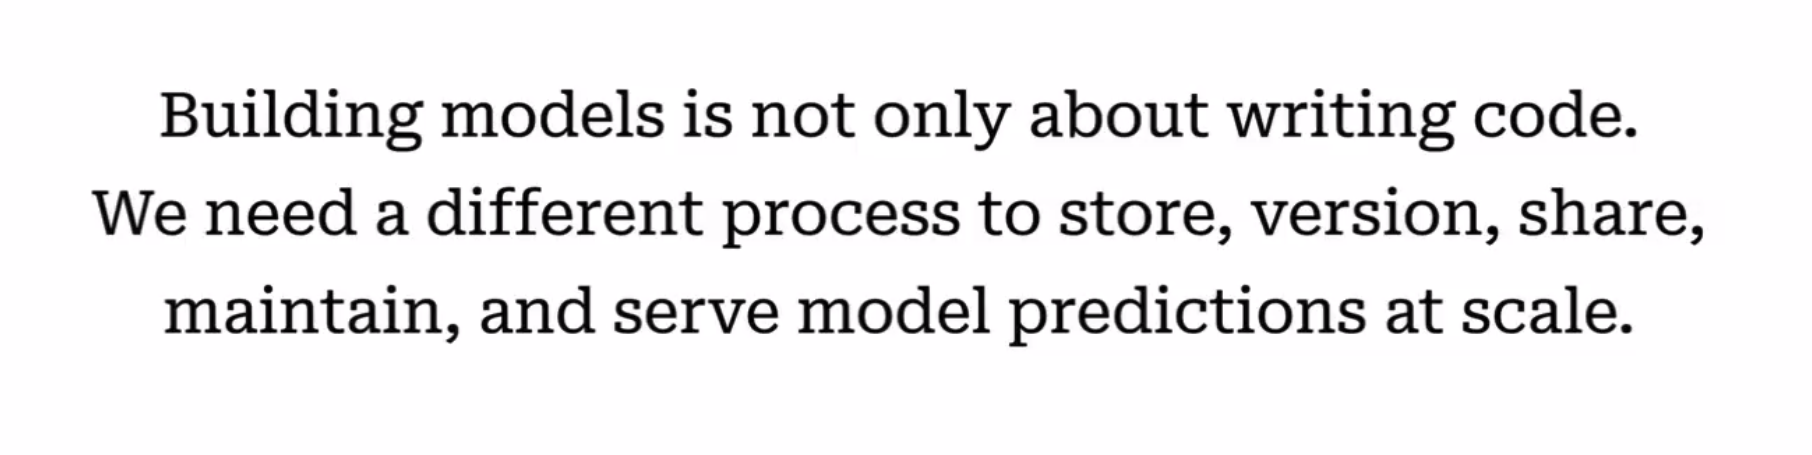 Building models is not only about writing code.
We need a different process to store, version, share,
maintain, and serve model predictions at scale.